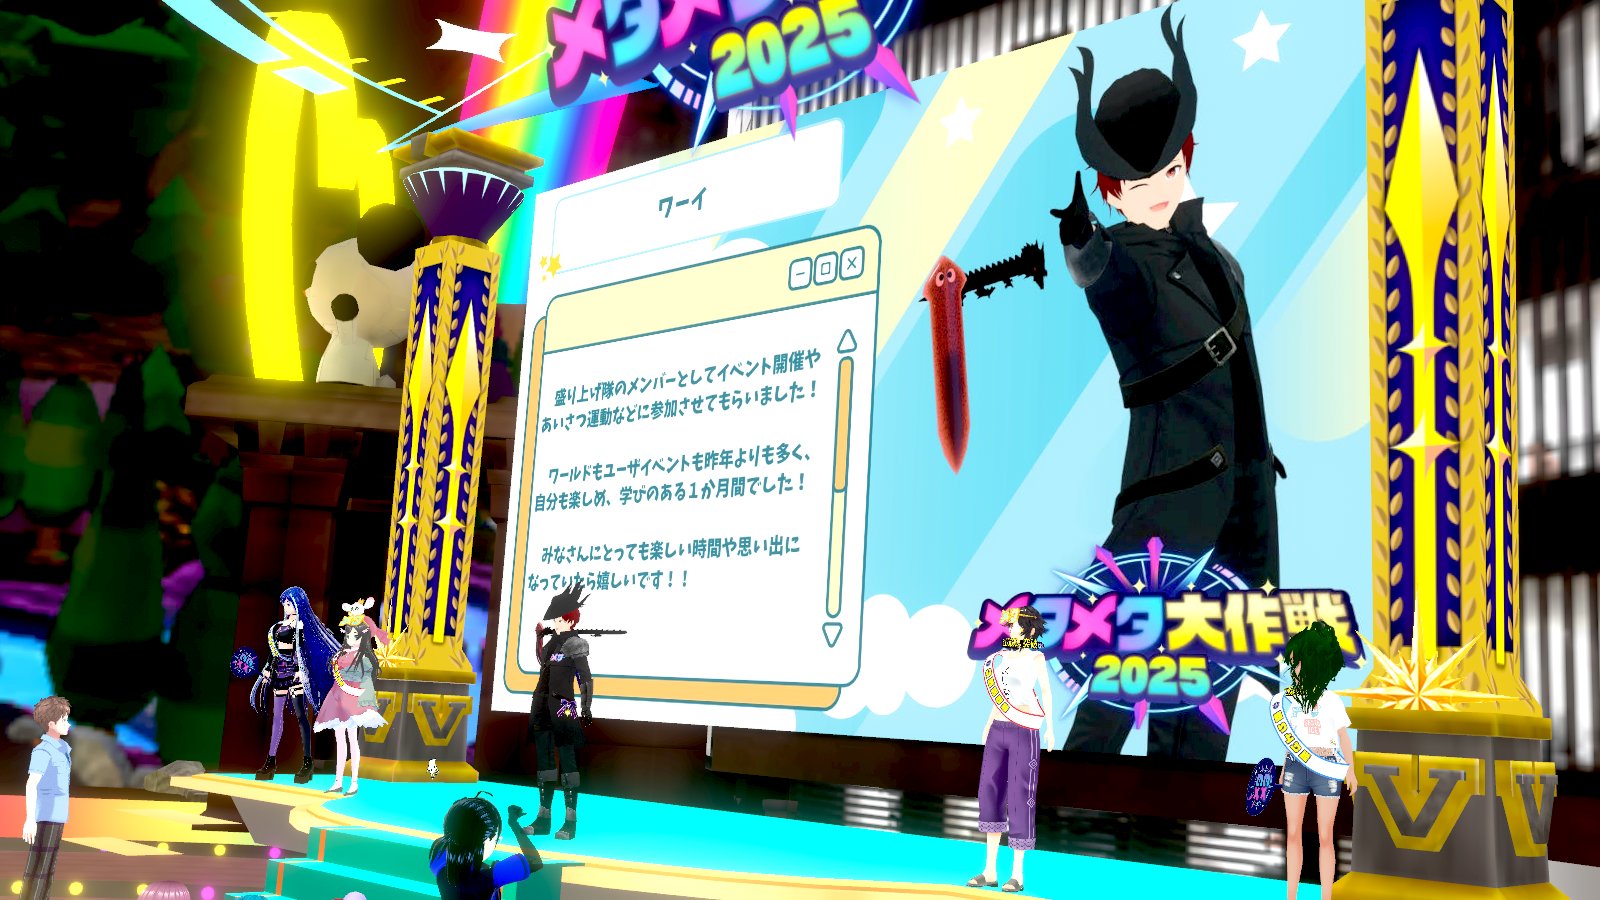 メタメタ
2025
ワーイ
盛り上げ隊のメンバーとしてイベント開催や
あいさつ運動などに参加させてもらいました！
ワールドもユーザイベントも昨年よりも多く、
自分も楽しめ、学びのある１か月間でした！
みなさんにとっても楽しい時間や思い出に
なっていたら嬉しいです！！
メタメタ大作戦
2025
V
V
V